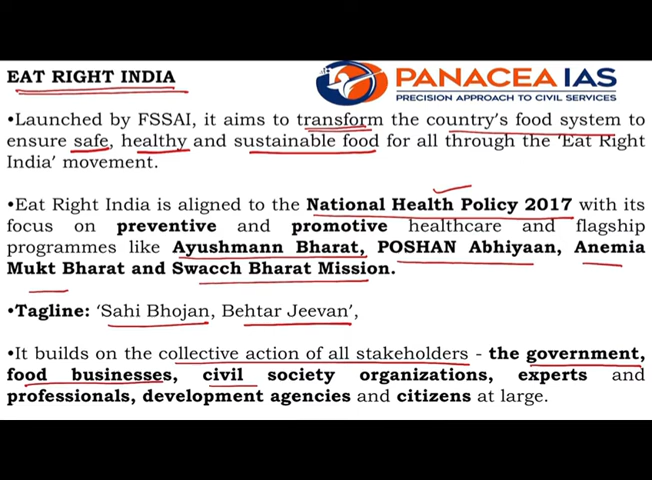 EAT RIGHT INDIA
PANACEA IAS
PRECISION APPROACH TO CIVIL SERVICES
•Launched by FSSAI, it aims to transform the country's food system to
ensure safe, healthy and sustainable food for all through the 'Eat Right
India' movement.
•Eat Right India is aligned to the National Health Policy 2017 with its
focus on preventive and promotive healthcare and flagship
programmes like Ayushmann Bharat, POSHAN Abhiyaan, Anemia
Mukt Bharat and Swacch Bharat Mission.
•Tagline: 'Sahi Bhojan, Behtar Jeevan',
•It builds on the collective action of all stakeholders - the government,
food businesses, civil society organizations, experts and
professionals, development agencies and citizens at large.